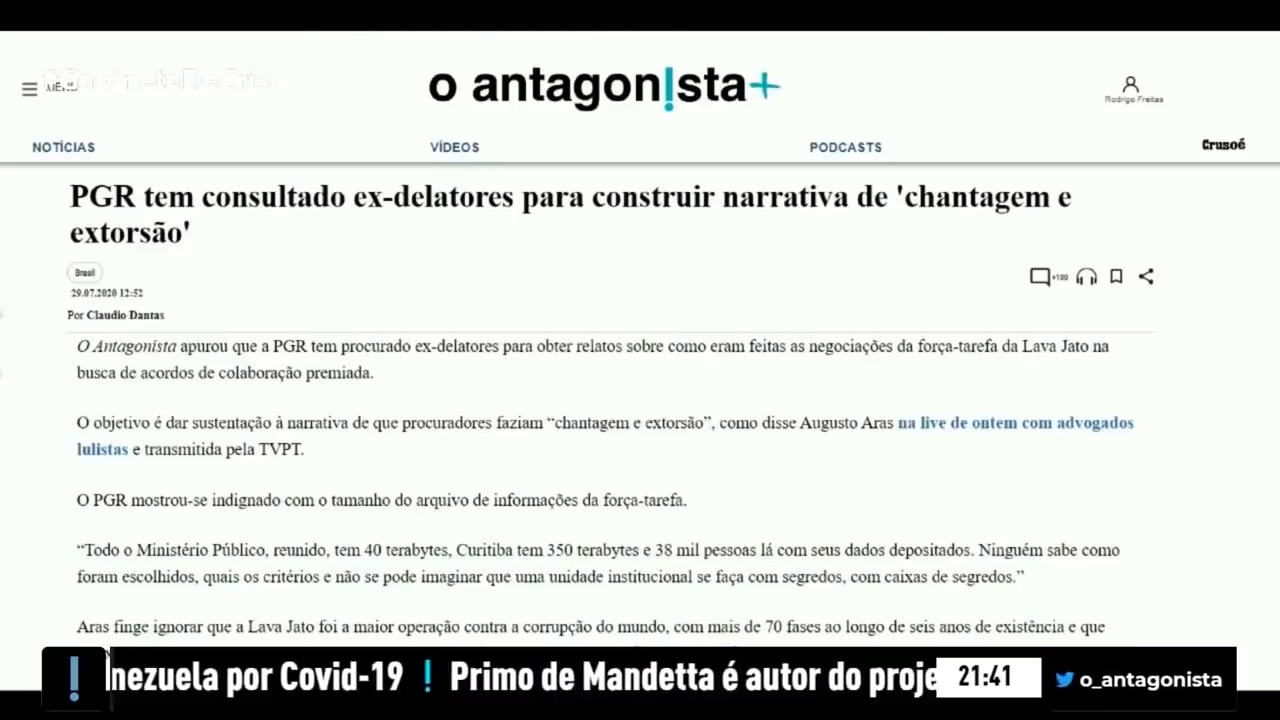 MENU
o antagon!sta+
Rodrigo Freitas
NOTÍCIAS
VÍDEOS
PODCASTS
Crusoé
PGR tem consultado ex-delatores para construir narrativa de 'chantagem e
extorsão'
Brasil
+100
29.07.2020 12:52
Por Claudio Dantas
O Antagonista apurou que a PGR tem procurado ex-delatores para obter relatos sobre como eram feitas as negociações da força-tarefa da Lava Jato na
busca de acordos de colaboração premiada.
O objetivo é dar sustentação à narrativa de que procuradores faziam “chantagem e extorsão”, como disse Augusto Aras na live de ontem com advogados
lulistas e transmitida pela TVPT.
O PGR mostrou-se indignado com o tamanho do arquivo de informações da força-tarefa.
“Todo o Ministério Público, reunido, tem 40 terabytes, Curitiba tem 350 terabytes e 38 mil pessoas lá com seus dados depositados. Ninguém sabe como
foram escolhidos, quais os critérios e não se pode imaginar que uma unidade institucional se faça com segredos, com caixas de segredos.”
Aras finge ignorar que a Lava Jato foi a maior operação contra a corrupção do mundo, com mais de 70 fases ao longo de seis anos de existência e que
nezuela por Covid-19 ! Primo de Mandetta é autor do proje
21:41
o_antagonista